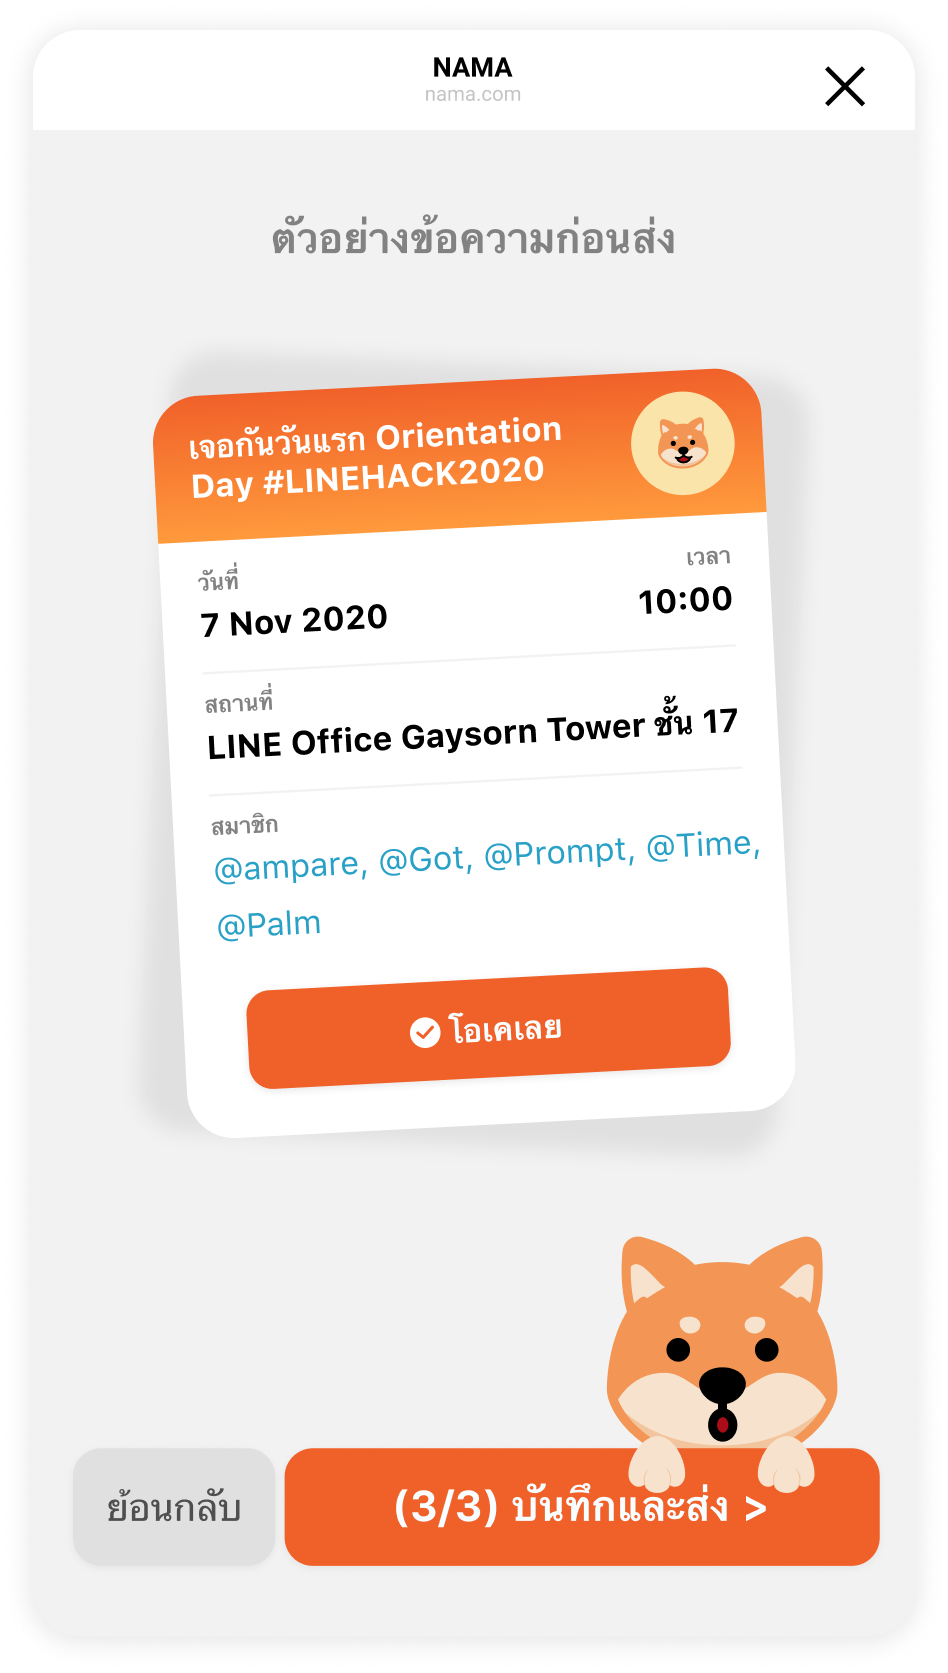 NAMA
nama.com
ตัวอย่างข้อความก่อนส่ง
เจอกันวันแรก Orientation
Day #LINEHACK2020
วันที่
เวลา
7 Nov 2020
10:00
สถานที่
LINE Office Gaysorn Tower ชั้น 17
สมาชิก
@ampare, @Got, @Prompt, @Time,
@Palm
โอเคเลย
ย้อนกลับ
(3/3) บันทึกและส่ง >